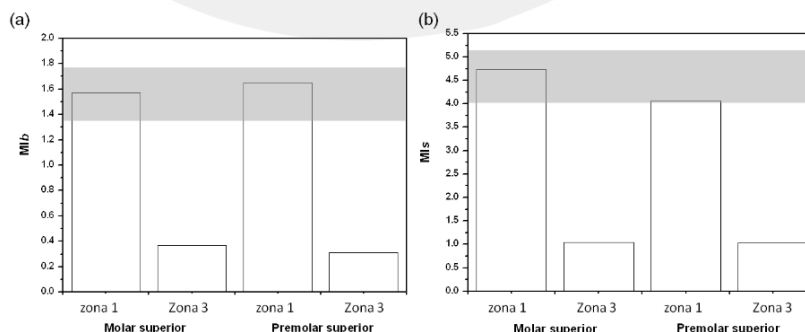 (a)
2.0
1.8
1.6
1.4
1.2
1.0
0.8
0.6
0.4
0.2
0.0
MIb
zona 1 Zona 3 zona 1 Zona 3
Molar superior Premolar superior
(b)
5.5
5.0
4.5
4.0
3.5
3.0
2.5
2.0
1.5
1.0
0.5
0.0
MIs
zona 1 Zona 3 zona 1 Zona 3
Molar superior Premolar superior